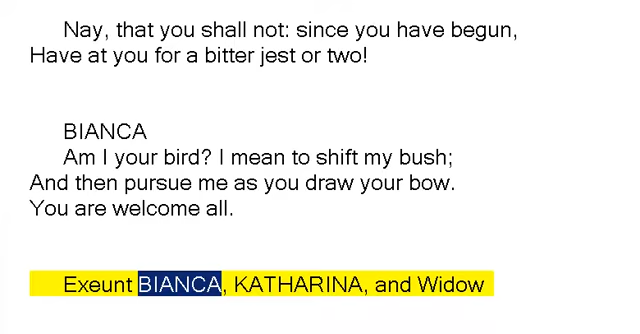 Nay, that you shall not: since you have begun,
Have at you for a bitter jest or two!
BIANCA
Am I your bird? I mean to shift my bush;
And then pursue me as you draw your bow.
You are welcome all.
Exeunt BIANCA, KATHARINA, and Widow